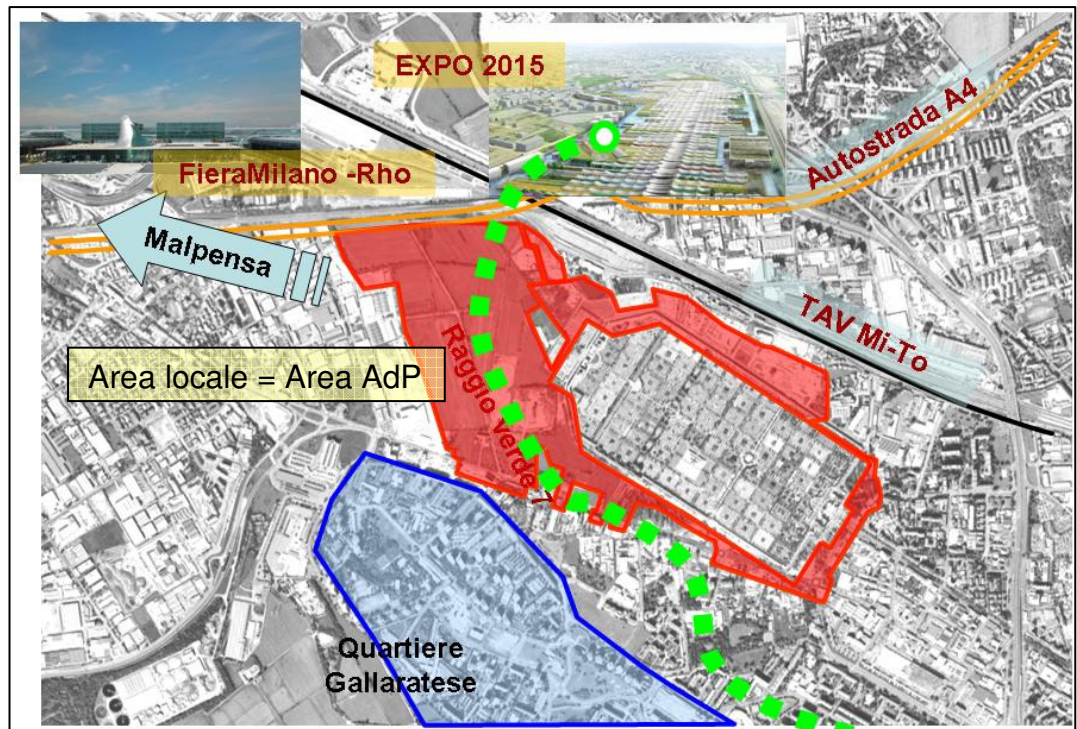 EXPO 2015
FieraMilano -Rho
Autostrada A4
Malpensa
TAV Mi-To
Area locale = Area AdP
Raggio verde 7
Quartiere
Gallaratese